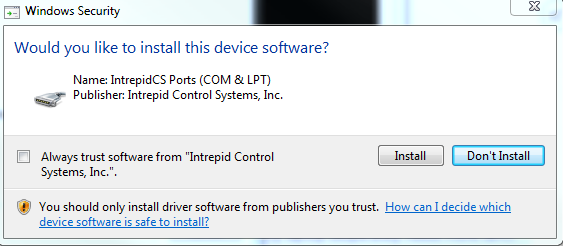 Windows Security
Would you like to install this device software?
Name: IntrepidCS Ports (COM & LPT)
Publisher: Intrepid Control Systems, Inc.
Always trust software from "Intrepid Control
Systems, Inc.".
Install
Don't Install
You should only install driver software from publishers you trust. How can I decide which
device software is safe to install?